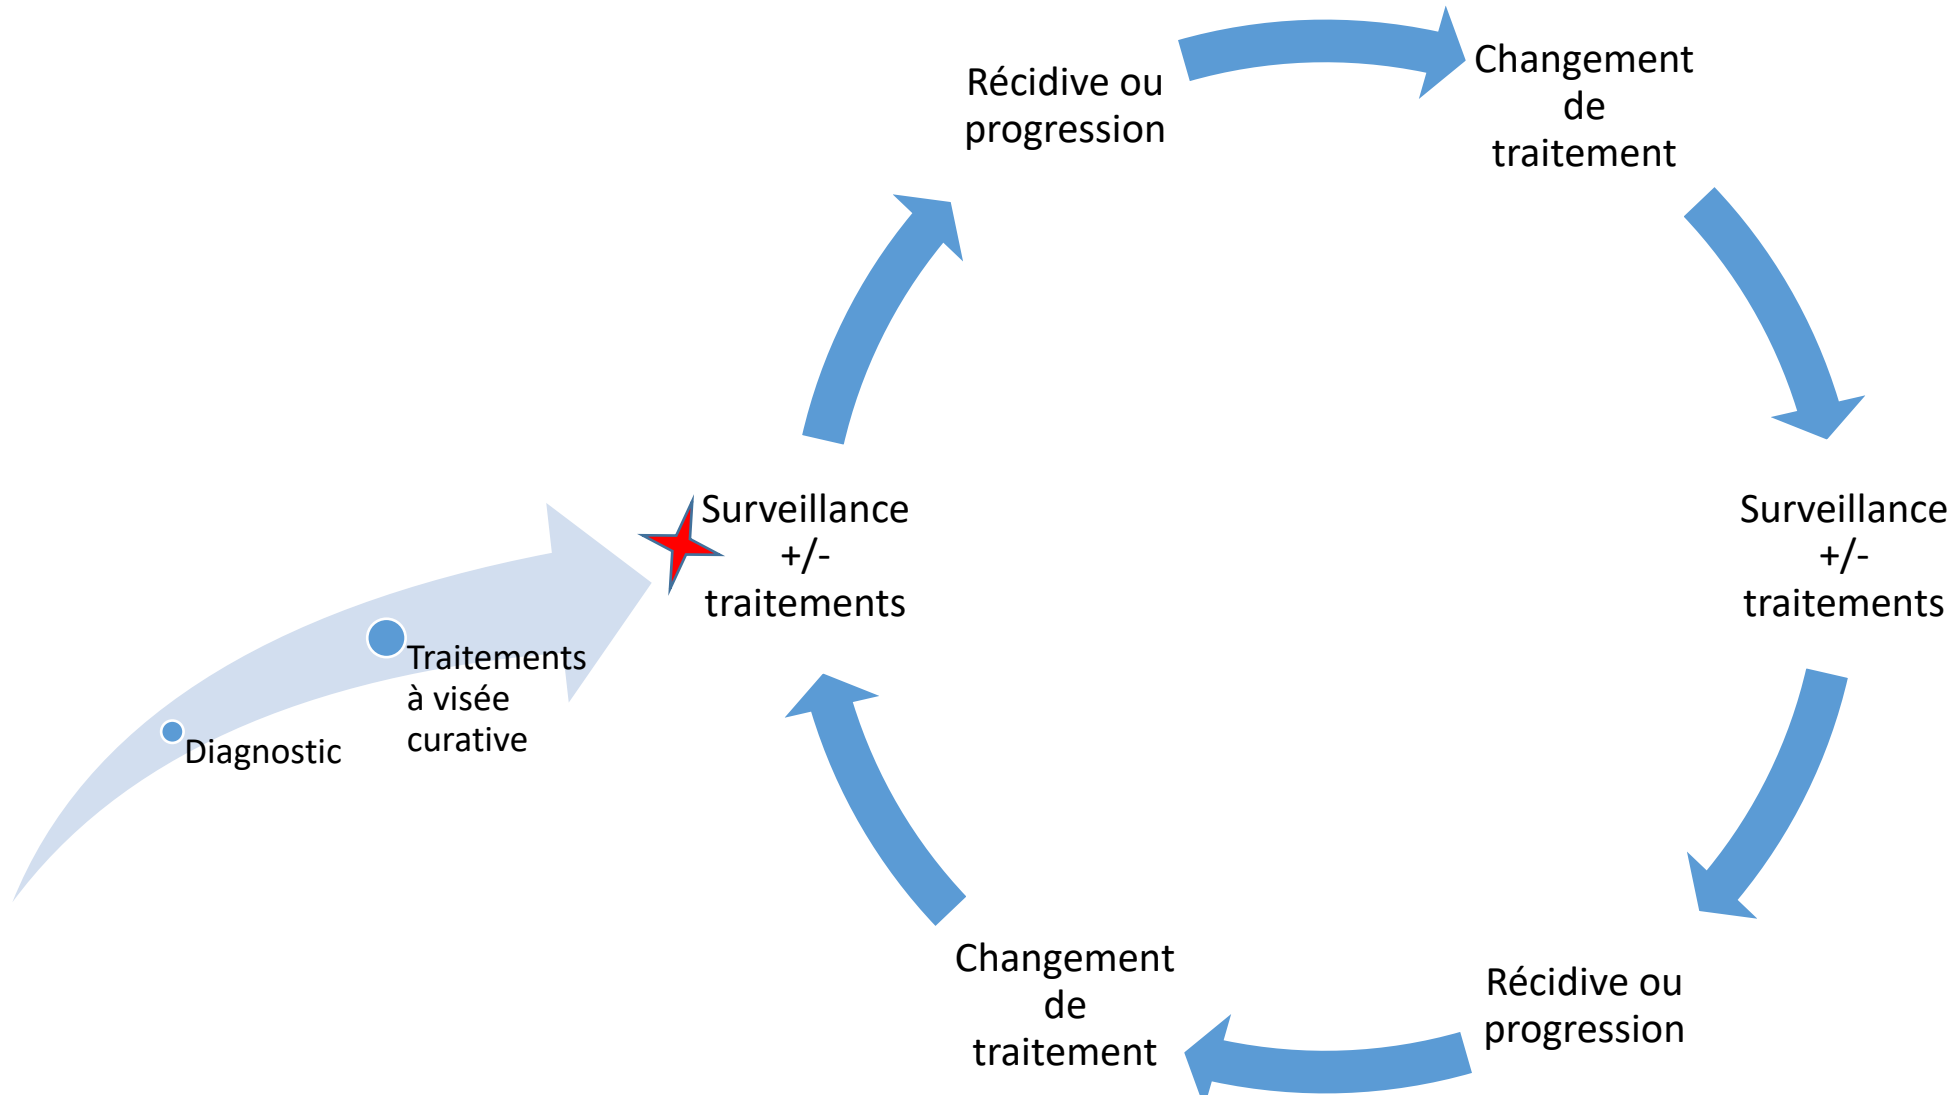 Récidive ou
progression
Changement
de
traitement
Surveillance
+/-
traitements
Surveillance
+/-
traitements
Traitements
à visée
curative
Diagnostic
Changement
de
traitement
Récidive ou
progression